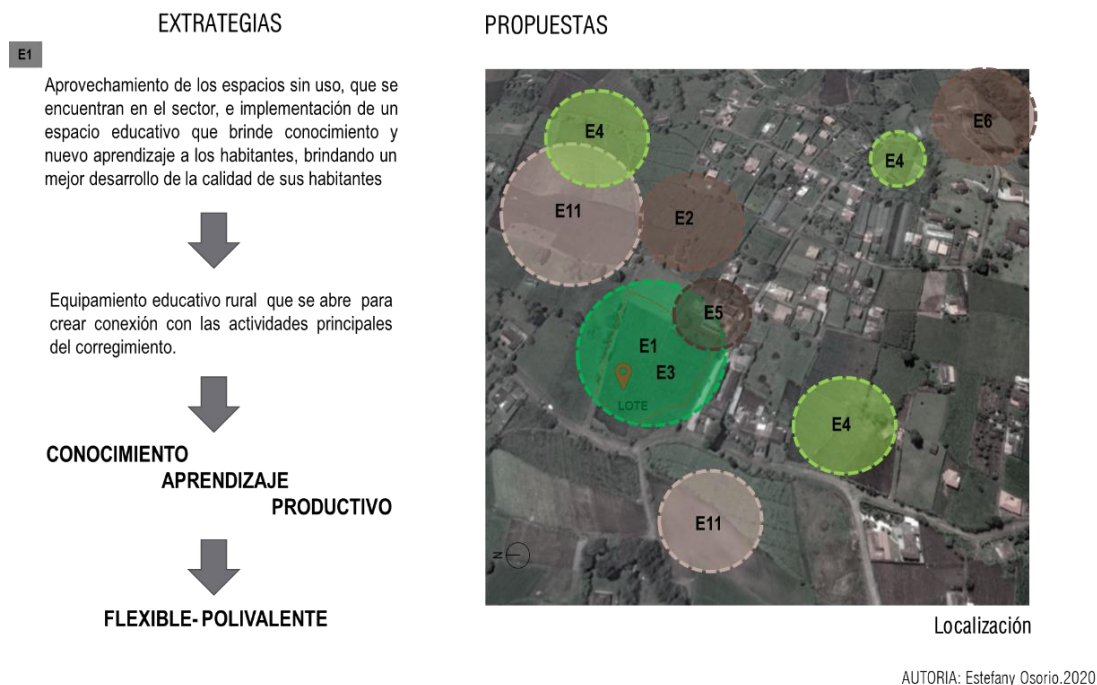 EXTRATEGIAS
E1
Aprovechamiento de los espacios sin uso, que se
encuentran en el sector, e implementación de un
espacio educativo que brinde conocimiento y
nuevo aprendizaje a los habitantes, brindando un
mejor desarrollo de la calidad de sus habitantes
Equipamiento educativo rural que se abre para
crear conexión con las actividades principales
del corregimiento.
CONOCIMIENTO
APRENDIZAJE
PRODUCTIVO
FLEXIBLE- POLIVALENTE
PROPUESTAS
E6
E4
E4
E11
E2
E5
E1
E3
LOTE
E4
E11
N
Localización
AUTORIA: Estefany Osorio.2020